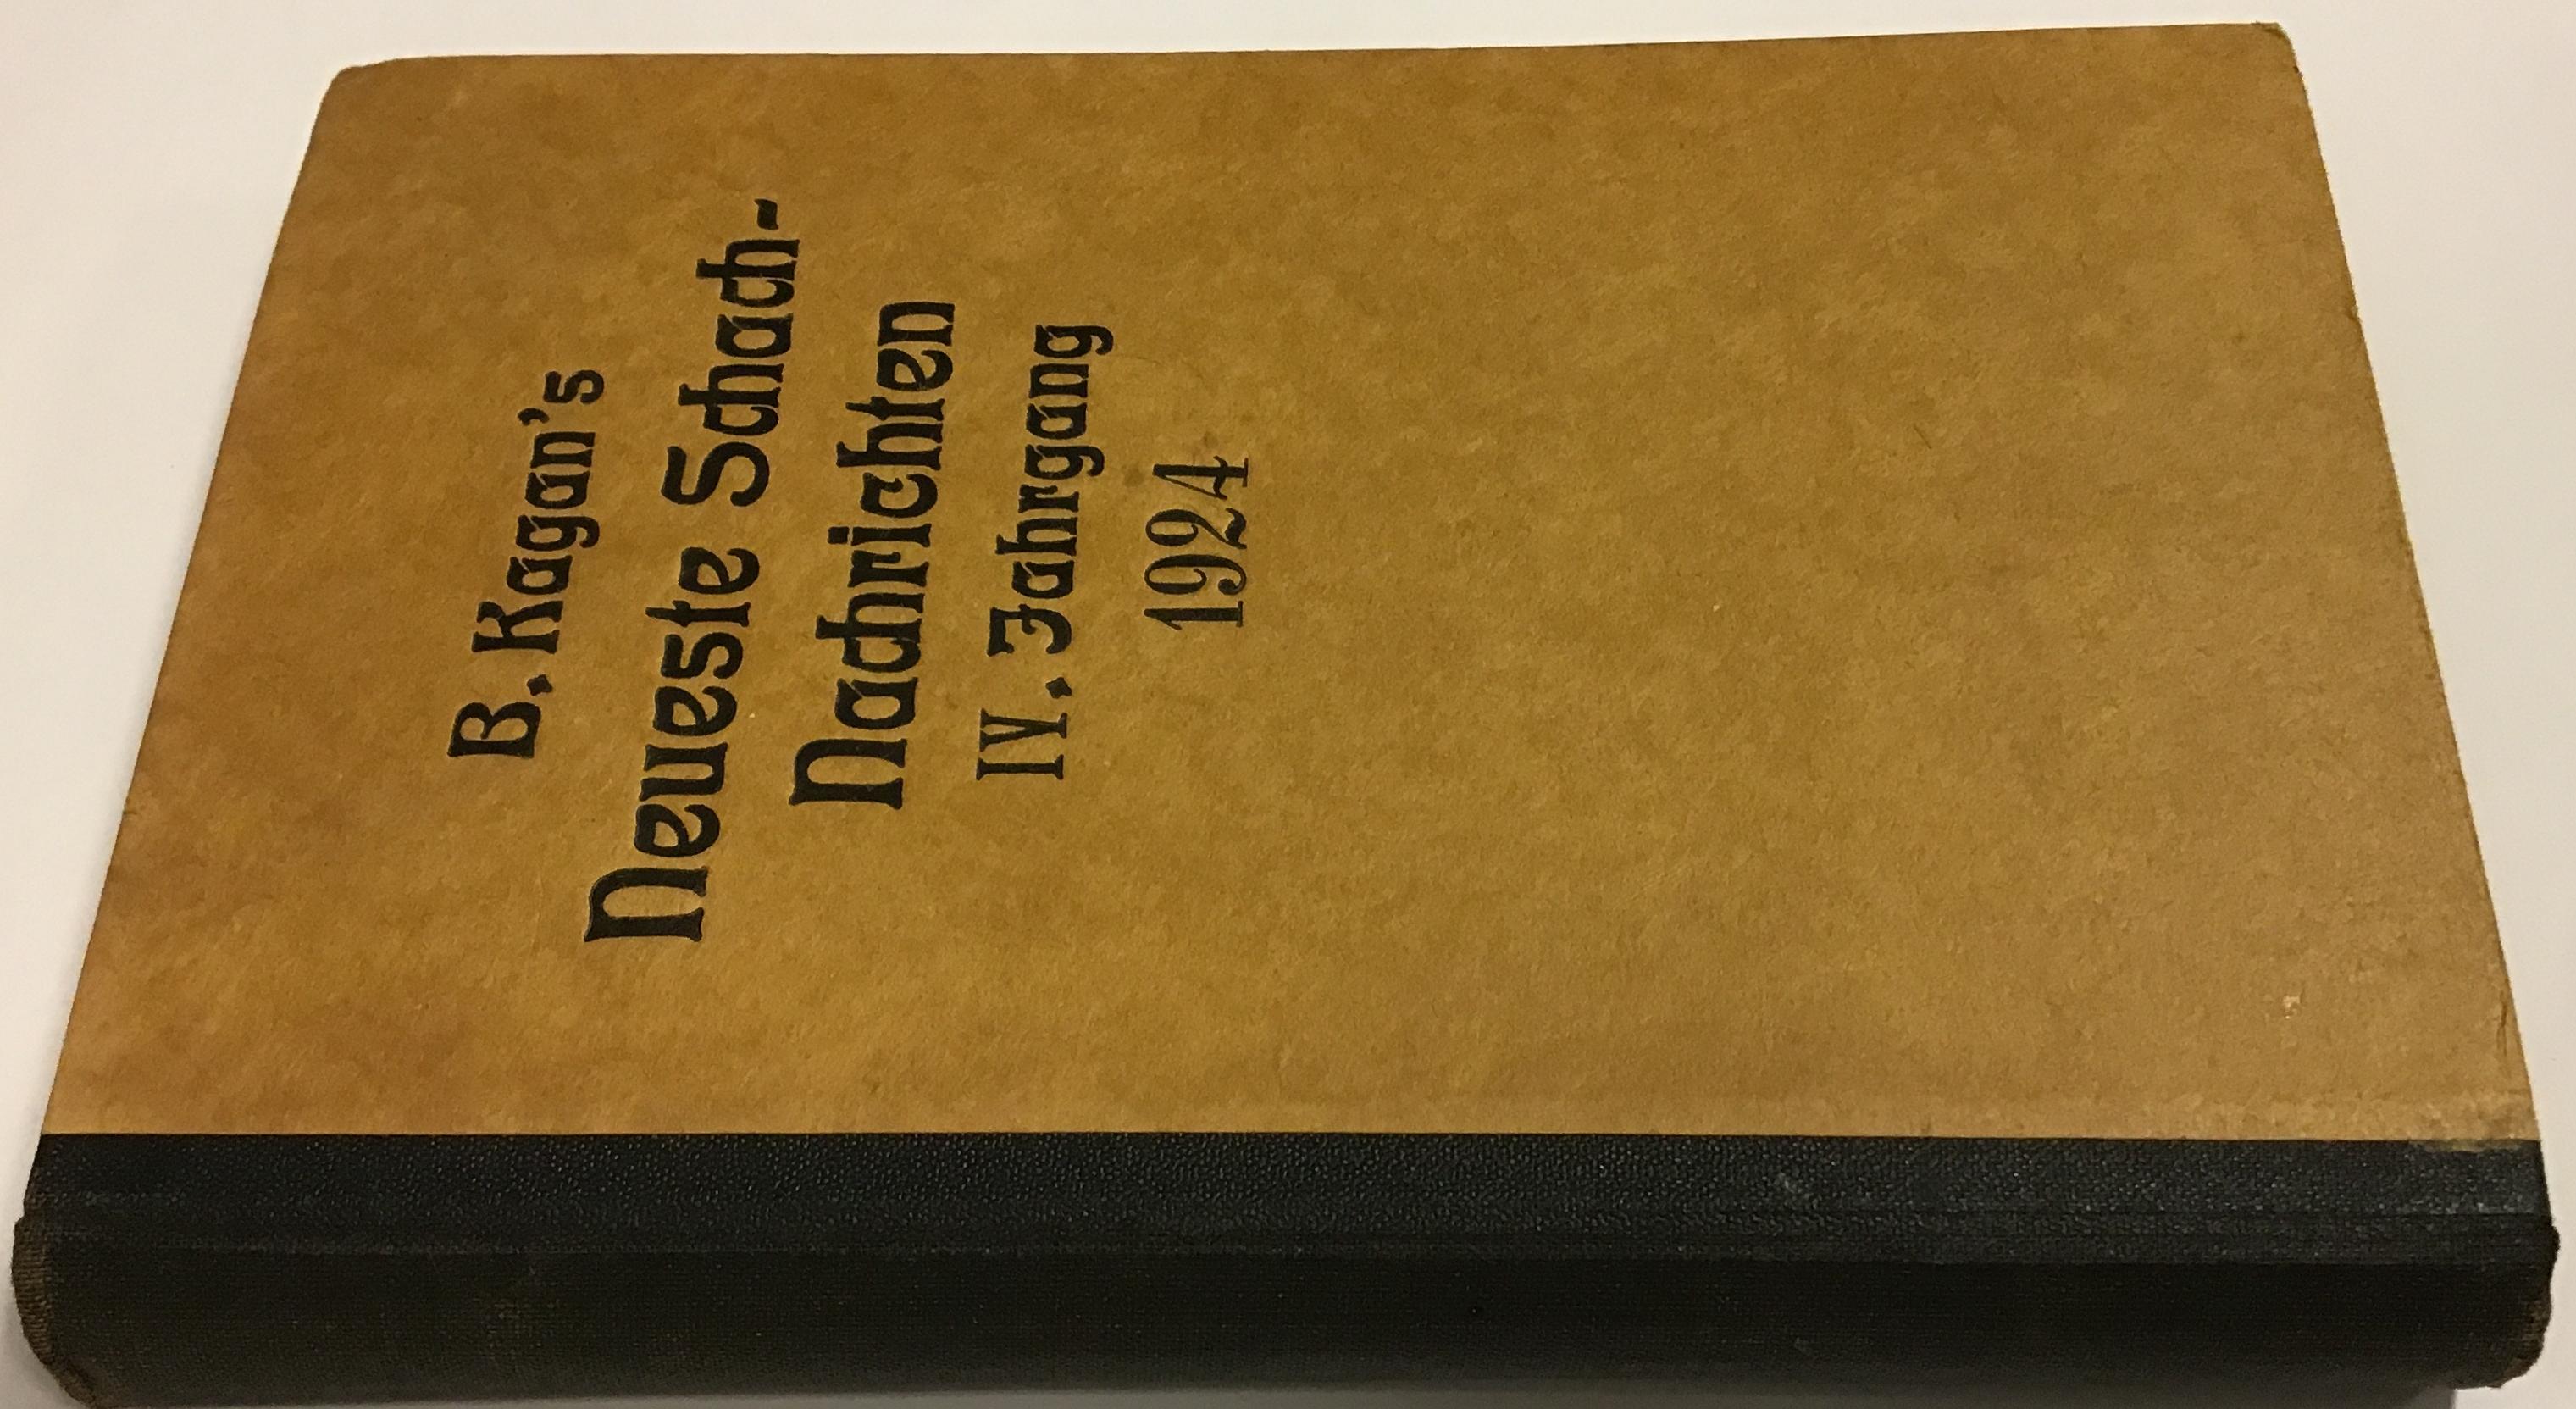 B. Kagan's
Neueste Schach-
Nachrichten
IV. Jahrgang
1924